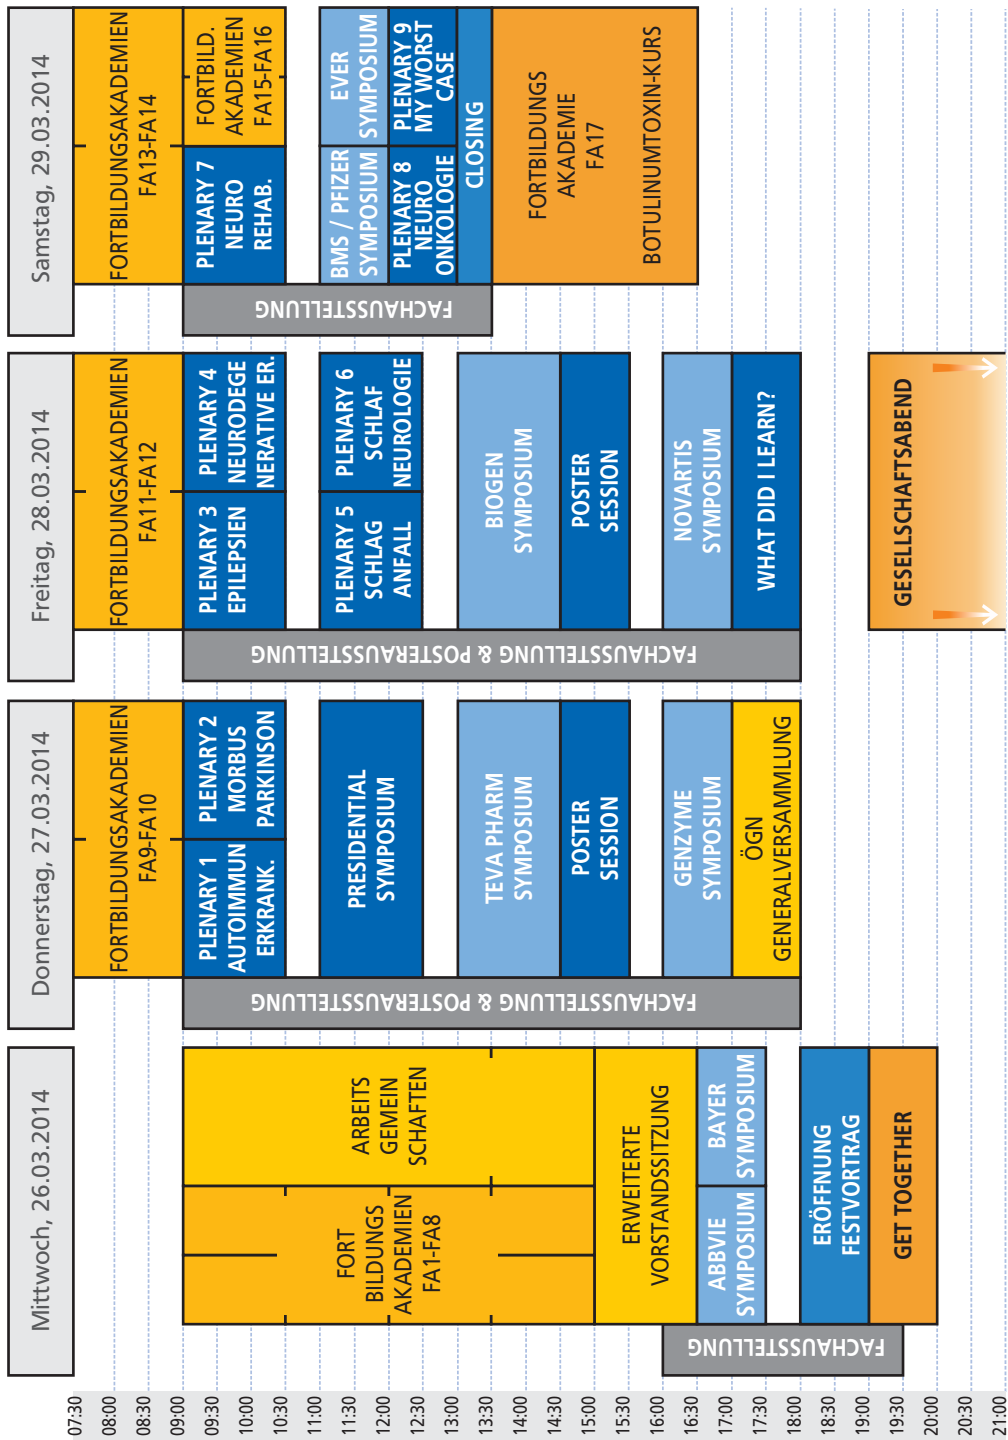 Mittwoch, 26.03.2014
Donnerstag, 27.03.2014
Freitag, 28.03.2014
Samstag, 29.03.2014
07:30
08:00
08:30
09:00
09:30
10:00
10:30
11:00
11:30
12:00
12:30
13:00
13:30
14:00
14:30
15:00
15:30
16:00
16:30
17:00
17:30
18:00
18:30
19:00
19:30
20:00
20:30
21:00
FACHAUSSTELLUNG
FORT
BILDUNGS
AKADEMIEN
FA1-FA8
ARBEITS
GEMEIN
SCHAFTEN
ERWEITERTE
VORSTANDSSITZUNG
ABBVIE
SYMPOSIUM
BAYER
SYMPOSIUM
ERÖFFNUNG
FESTVORTRAG
GET TOGETHER
FACHAUSSTELLUNG & POSTERAUSSTELLUNG
FORTBILDUNGSAKADEMIEN
FA9-FA10
PLENARY 1
AUTOIMMUN
ERKRANK.
PLENARY 2
MORBUS
PARKINSON
PRESIDENTIAL
SYMPOSIUM
TEVA PHARM
SYMPOSIUM
POSTER
SESSION
GENZYME
SYMPOSIUM
ÖGN
GENERALVERSAMMLUNG
FACHAUSSTELLUNG & POSTERAUSSTELLUNG
FORTBILDUNGSAKADEMIEN
FA11-FA12
PLENARY 3
EPILEPSIEN
PLENARY 4
NEURODEGE
NERATIVE ER.
PLENARY 5
SCHLAG
ANFALL
PLENARY 6
SCHLAF
NEUROLOGIE
BIOGEN
SYMPOSIUM
POSTER
SESSION
NOVARTIS
SYMPOSIUM
WHAT DID I LEARN?
GESELLSCHAFTSABEND
FACHAUSSTELLUNG
FORTBILDUNGSAKADEMIEN
FA13-FA14
PLENARY 7
NEURO
REHAB.
FORTBILD.
AKADEMIEN
FA15-FA16
BMS / PFIZER
SYMPOSIUM
EVER
SYMPOSIUM
PLENARY 8
NEURO
ONKOLOGIE
PLENARY 9
MY WORST
CASE
CLOSING
FORTBILDUNGS
AKADEMIE
FA17
BOTULINUMTOXIN-KURS